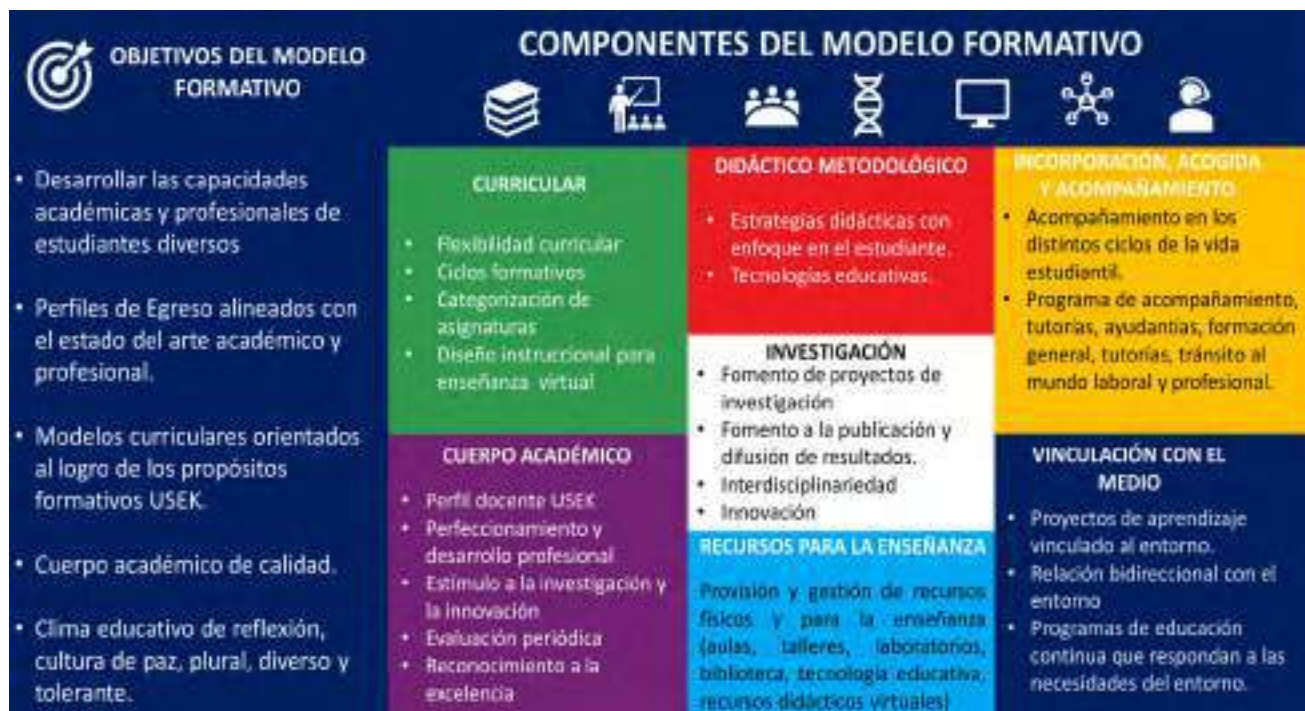 OBJETIVOS DEL MODELO
FORMATIVO
• Desarrollar las capacidades
académicas y profesionales de
estudiantes diversos
• Perfiles de Egreso alineados con
el estado del arte académico y
profesional.
• Modelos curriculares orientados
al logro de los propósitos
formativos USEK.
• Cuerpo académico de calidad.
• Clima educativo de reflexión,
cultura de paz, plural, diverso y
tolerante.
COMPONENTES DEL MODELO FORMATIVO
CURRICULAR
• Flexibilidad curricular
• Ciclos formativos
• Categorización de
asignaturas
• Diseño instruccional para
enseñanza virtual
DIDÁCTICO METODOLÓGICO
• Estrategias didácticas con
enfoque en el estudiante.
• Tecnologías educativas.
INCORPORACIÓN, ACOGIDA
Y ACOMPAÑAMIENTO
• Acompañamiento en los
distintos ciclos de la vida
estudiantil.
• Programa de acompañamiento,
tutorías, ayudantías, formación
general, tutorías, tránsito al
mundo laboral y profesional.
INVESTIGACIÓN
• Fomento de proyectos de
investigación
• Fomento a la publicación y
difusión de resultados.
• Interdisciplinariedad
• Innovación
CUERPO ACADÉMICO
• Perfil docente USEK
• Perfeccionamiento y
desarrollo profesional
• Estímulo a la investigación y
la innovación
• Evaluación periódica
• Reconocimiento a la
excelencia
RECURSOS PARA LA ENSEÑANZA
Provisión y gestión de recursos
físicos y para la enseñanza
(aulas, talleres, laboratorios,
biblioteca, tecnología educativa,
recursos didácticos virtuales)
VINCULACIÓN CON EL
MEDIO
• Proyectos de aprendizaje
vinculado al entorno.
• Relación bidireccional con el
entorno
• Programas de educación
continua que respondan a las
necesidades del entorno.